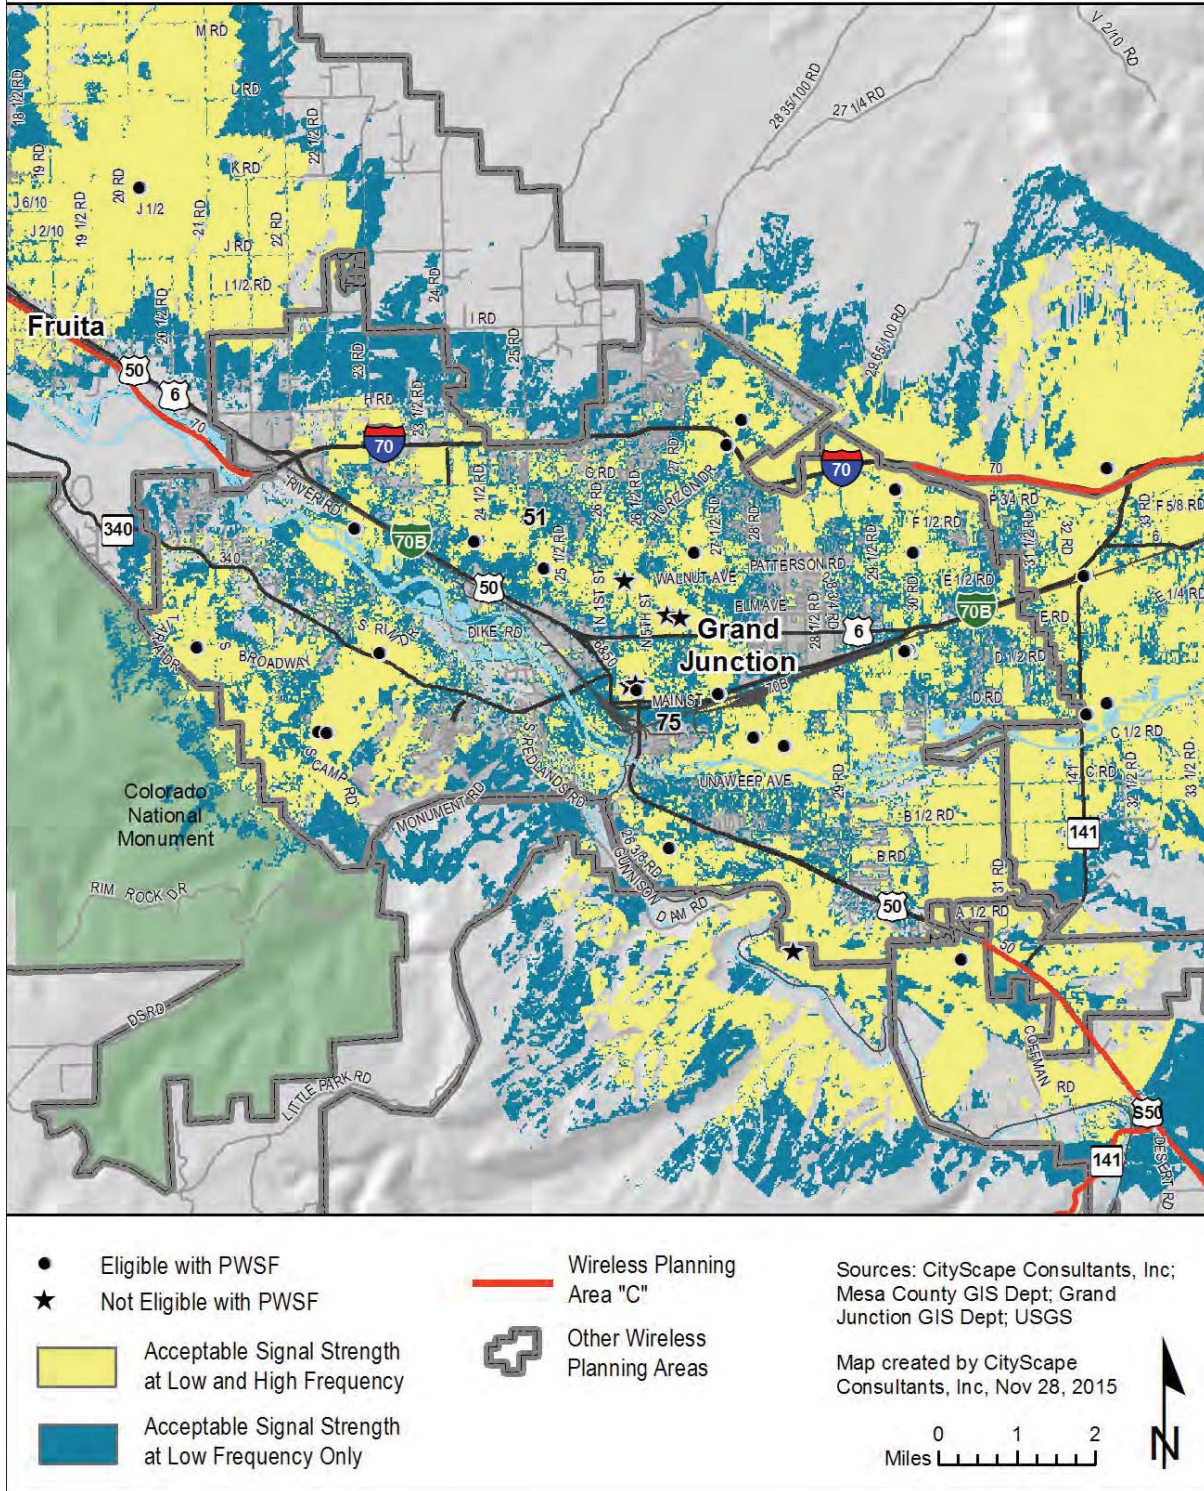 M RD
V 2/10 RD
L RD
28 35/100 RD
27 1/4 RD
18 1/2 RD
22 1/2 RD
19 RD
K RD
20 RD
J 6/10
J 1/2
19 1/2 RD
21 RD
22 RD
J 2/10
J RD
I 1/2 RD
24 RD
20 1/2 RD
I RD
Fruita
25 RD
23 RD
29 65/100 RD
50
6
H RD
23 1/2 RD
70
70
70
27 RD
G RD
70
HORIZON DR
RIVER RD
24 1/2 RD
26 RD
26 1/2 RD
F 3/4 RD
F 5/8 RD
340
51
27 1/2 RD
28 RD
F 1/2 RD
33 RD
70B
25 1/2 RD
29 1/2 RD
31 1/2 RD
6
340
WALNUT AVE
PATTERSON RD
E 1/2 RD
50
N 1ST ST
N 5TH ST
ELM AVE
28 1/2 RD
30 RD
70B
E 1/4 RD
S BROADWAY
DIKE RD
Grand
Junction
6
E RD
D 1/2 RD
MAIN ST
70B
D RD
75
S CAMP RD
S REDLANDS RD
C 1/2 RD
UNAWEEP AVE
29 RD
141
C RD
32 1/2 RD
33 1/2 RD
Colorado
National
Monument
MONUMENT RD
B 1/2 RD
141
26 3/8 RD
B RD
RIM ROCK DR
GUNNISON
31 RD
50
A 1/2 RD
DAM RD
50
DS RD
COFFMAN
RD
LITTLE PARK RD
S50
141
DESERT RD
Eligible with PWSF
Not Eligible with PWSF
Acceptable Signal Strength
at Low and High Frequency
Acceptable Signal Strength
at Low Frequency Only
Wireless Planning
Area "C"
Other Wireless
Planning Areas
Sources: CityScape Consultants, Inc;
Mesa County GIS Dept; Grand
Junction GIS Dept; USGS
Map created by CityScape
Consultants, Inc, Nov 28, 2015
0 1 2
Miles
N